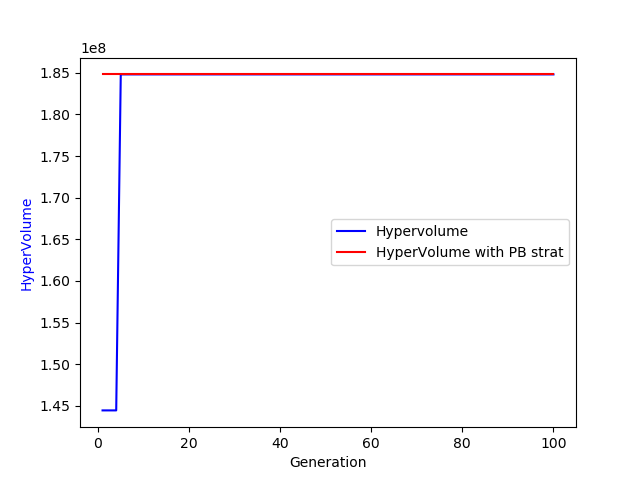 1e8
1.85
1.80
1.75
1.70
1.65
1.60
1.55
1.50
1.45
HyperVolume
Hypervolume
HyperVolume with PB strat
0 20 40 60 80 100
Generation